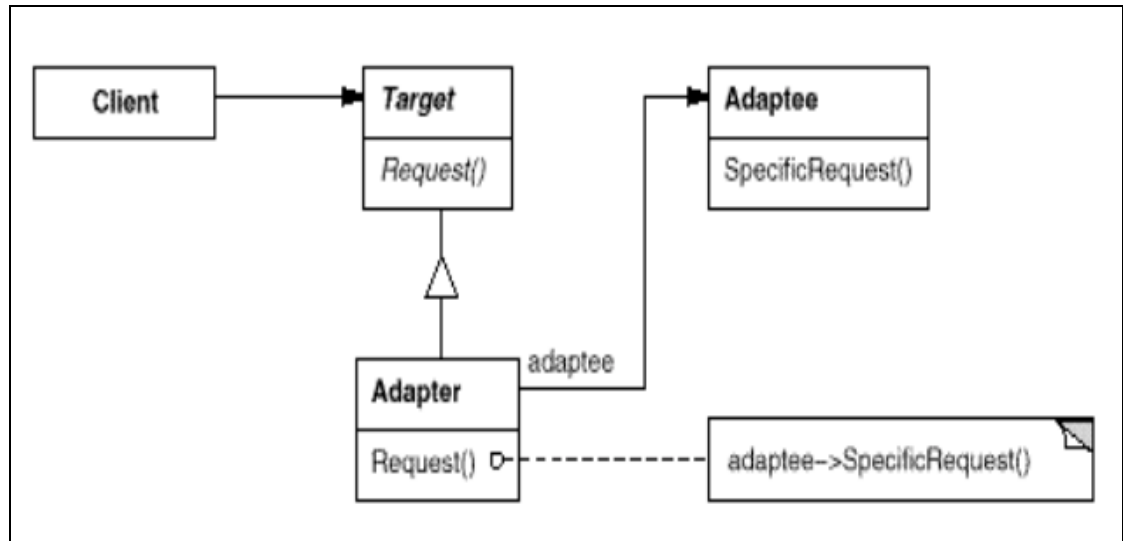 Client
Target
Request()
Adaptee
SpecificRequest()
adaptee
Adapter
Request()
adaptee->SpecificRequest()